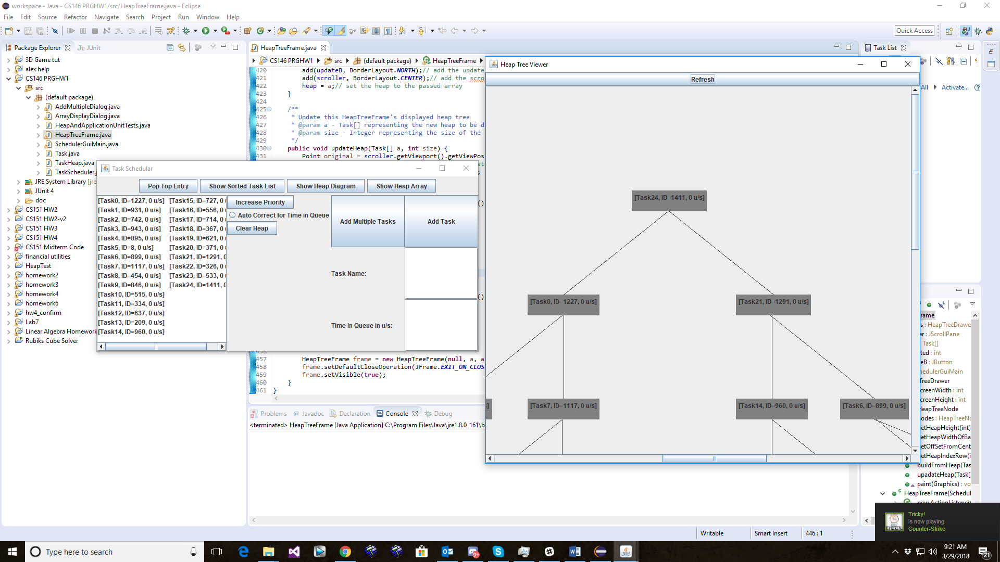 workspace - Java - CS146 PRGHW1/src/HeapTreeFrame.java - Eclipse
File Edit Source Refactor Navigate Search Project Run Window Help
Quick Access
Package Explorer JUnit
3D Game tut
alex help
CS146 PRGHW1
src
(default package)
AddMultipleDialog.java
ArrayDisplayDialog.java
HeapAndApplicationUnitTests.java
HeapTreeFrame.java
SchedulerGuiMain.java
Task.java
TaskHeap.java
TaskScheduler.j
JRE System Library [jre
JUnit 4
doc
CS151 HW2
CS151 HW2-v2
CS151 HW3
CS151 HW4
CS151 Midterm Code
financial utilities
HeapTest
homework2
homework3
homework4
homework6
hw4_confirm
Lab7
Linear Algebra Homework
Rubiks Cube Solver
HeapTreeFrame.java
CS146 PRGHW1 src (default package) HeapTreeFrame
420 add(updateB, BorderLayout.NORTH);// add the update
421 add(scroller, BorderLayout.CENTER);// add the scro
422 heap = a;// set the heap to the passed array
423 }
424
425 /**
426 * Update this HeapTreeFrame's displayed heap tree
427 * @param a - Task[] representing the new heap to be d
428 * @param size - Integer representing the size of the
429 */
430 public void updateHeap(Task[] a, int size) {
431 Point original = scroller.getViewport().getViewPos
457 HeapTreeFrame frame = new HeapTreeFrame(null, a, a
458 frame.setDefaultCloseOperation(JFrame.EXIT_ON_CLOS
459 frame.setVisible(true);
460 }
461 }
Task Schedular
Pop Top Entry Show Sorted Task List Show Heap Diagram Show Heap Array
[Task0, ID=1227, 0 u/s] [Task15, ID=727, 0 u
[Task1, ID=931, 0 u/s] [Task16, ID=556, 0 u
[Task2, ID=742, 0 u/s] [Task17, ID=714, 0 u
[Task3, ID=943, 0 u/s] [Task18, ID=367, 0 u
[Task4, ID=895, 0 u/s] [Task19, ID=621, 0 u
[Task5, ID=8, 0 u/s] [Task20, ID=371, 0 u
[Task6, ID=899, 0 u/s] [Task21, ID=1291, 0
[Task7, ID=1117, 0 u/s] [Task22, ID=326, 0 u
[Task8, ID=454, 0 u/s] [Task23, ID=533, 0 u
[Task9, ID=846, 0 u/s] [Task24, ID=1411, 0
[Task10, ID=515, 0 u/s]
[Task11, ID=334, 0 u/s]
[Task12, ID=637, 0 u/s]
[Task13, ID=209, 0 u/s]
[Task14, ID=960, 0 u/s]
Increase Priority
Auto Correct for Time in Queue
Clear Heap
Add Multiple Tasks
Add Task
Task Name:
Time In Queue in u/s:
Heap Tree Viewer
Refresh
[Task24, ID=1411, 0 u/s]
[Task0, ID=1227, 0 u/s] [Task21, ID=1291, 0 u/s]
s] [Task7, ID=1117, 0 u/s] [Task14, ID=960, 0 u/s] [Task6, ID=899, 0 u/s]
Task List
All Activate...
rame
s : HeapTreeDrawe
er : JScrollPane
Task[]
ted : int
eB : JButton
hedulerGuiMain
TreeDrawer
creenWidth : int
creenHeight : int
HeapTreeNode
odes : HeapTreeNo
etHeapHeight(int)
etHeapWidthOfBa
etOffSetFromCent
etHeapIndexRow(i
buildFromHeap(Tas
upadateHeap(Task[
paint(Graphics) : vo
HeapTreeFrame(Schedul
new ActionListener(
Problems Javadoc Declaration Console Debug
<terminated> HeapTreeFrame [Java Application] C:\Program Files\Java\jre1.8.0_161\b
Writable Smart Insert 446 : 1
Tricky!
is now playing
Counter-Strike
Type here to search
9+
9:21 AM
3/29/2018
21